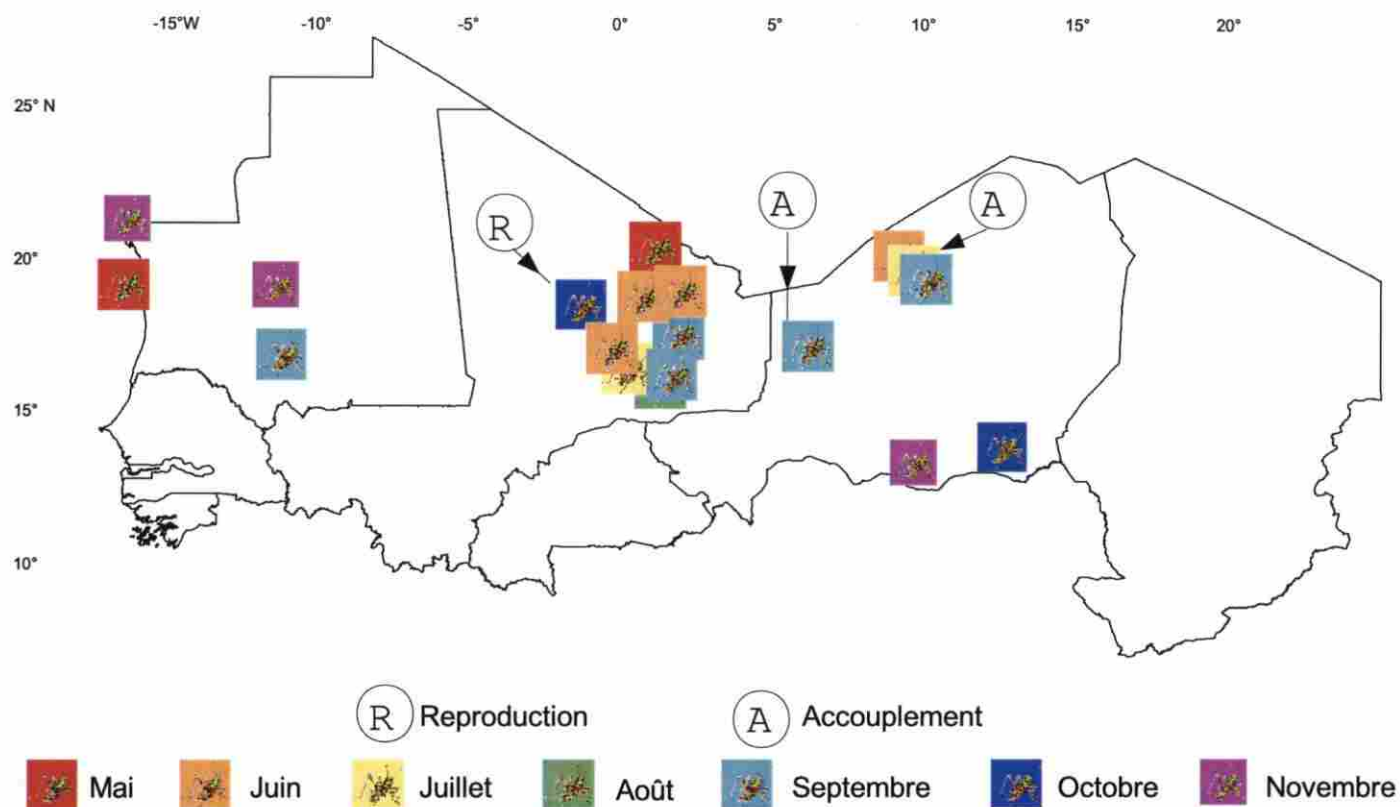 -15°W -10° -5° 0° 5° 10° 15° 20°
25° N
R A A
20°
15°
10°
R Reproduction A Accouplement
Mai Juin Juillet Août Septembre Octobre Novembre